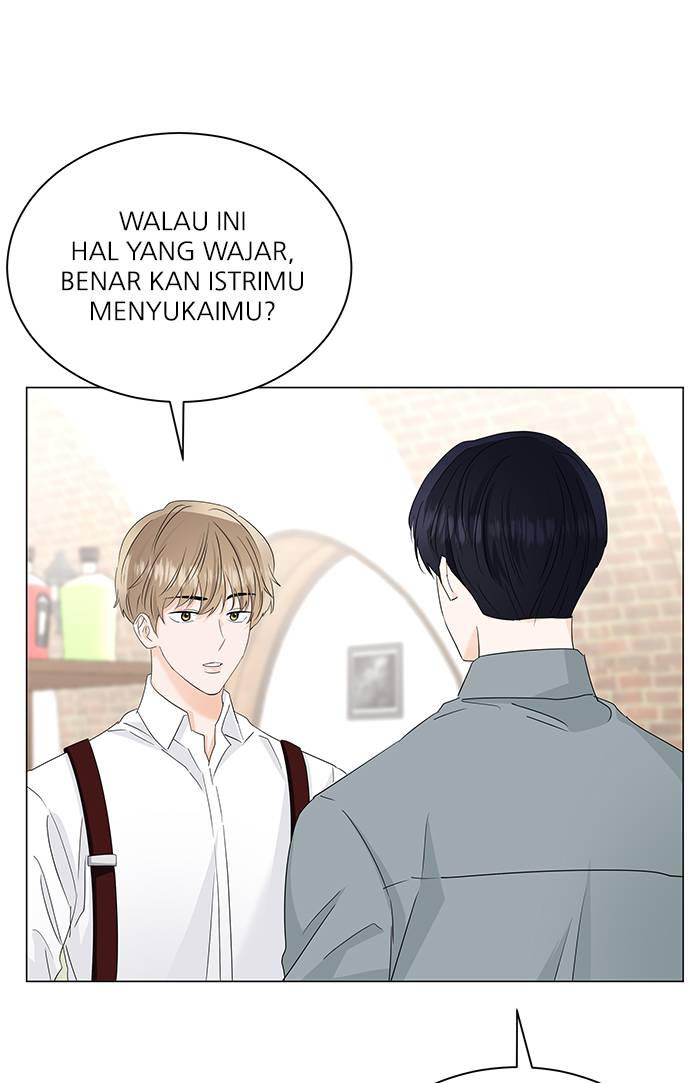 WALAU INI
HAL YANG WAJAR,
BENAR KAN ISTRIMU
MENYUKAIMU?